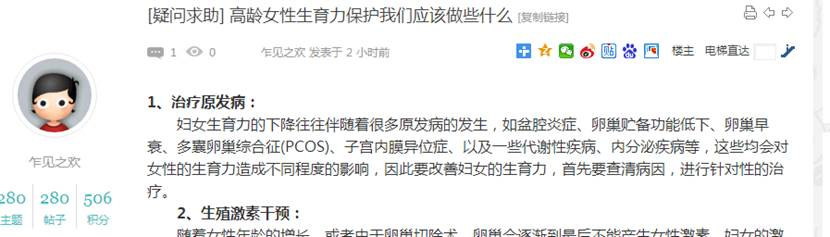 [疑问求助] 高龄女性生育力保护我们应该做些什么 [复制链接]
1 0 乍见之欢 发表于 2 小时前
贴 楼主 电梯直达
1、治疗原发病：
妇女生育力的下降往往伴随着很多原发病的发生，如盆腔炎症、卵巢贮备功能低下、卵巢早
衰、多囊卵巢综合征(PCOS)、子宫内膜异位症、以及一些代谢性疾病、内分泌疾病等，这些均会对
女性的生育力造成不同程度的影响，因此要改善妇女的生育力，首先要查清病因，进行针对性的治
疗。
2、生殖激素干预：
随着女性年龄的增长，或者由于卵巢切除术，卵巢会逐渐到最后不能产生女性激素，妇女的激
乍见之欢
280 280 506
主题 帖子 积分